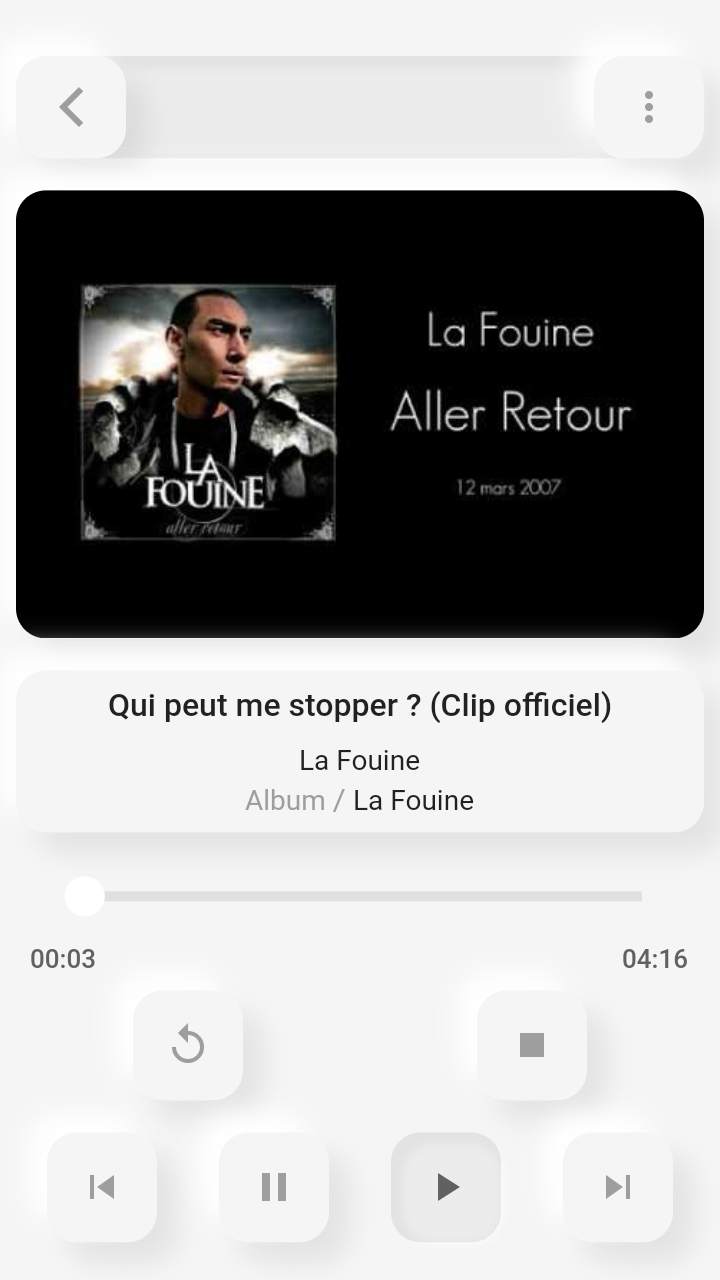 La Fouine
Aller Retour
12 mars 2007
LA
FOUINE
aller retour
Qui peut me stopper ? (Clip officiel)
La Fouine
Album / La Fouine
00:03
04:16